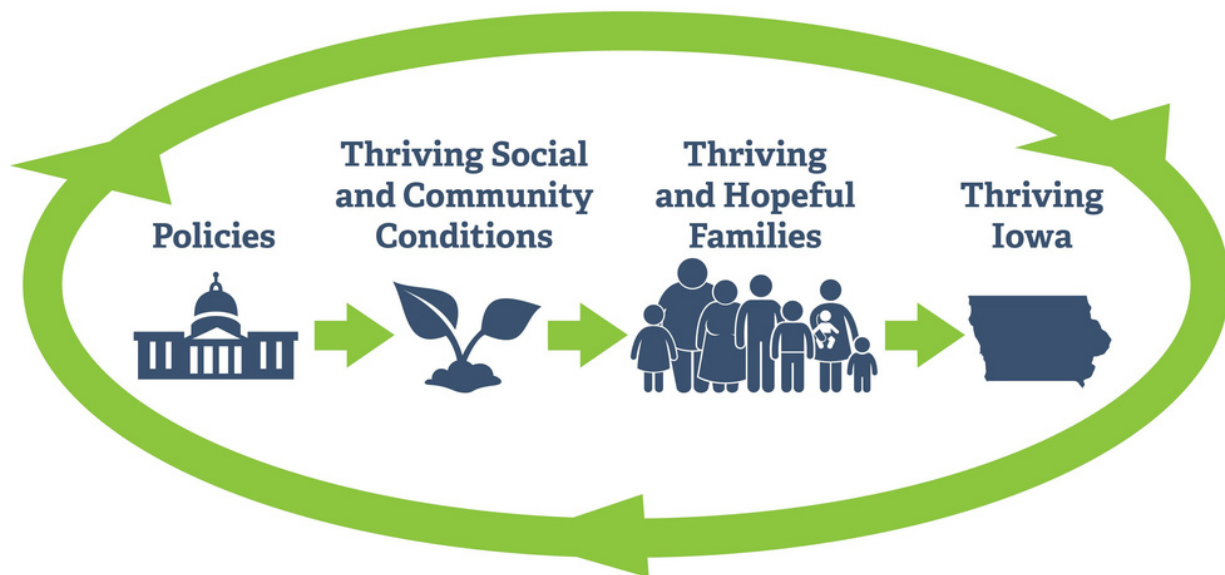 Policies
Thriving Social
and Community
Conditions
Thriving
and Hopeful
Families
Thriving
Iowa